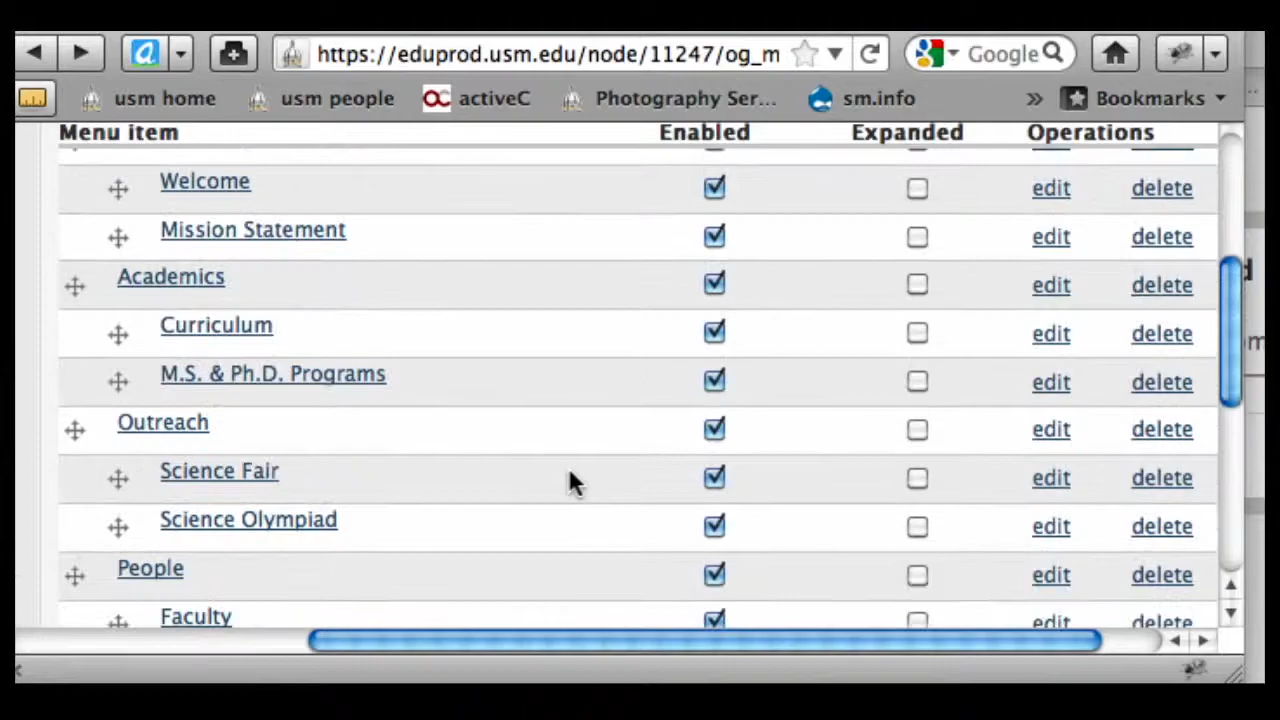 https://eduprod.usm.edu/node/11247/og_m
Google
usm home
usm people
activeC
Photography Ser...
sm.info
»
Bookmarks
Menu item Enabled Expanded Operations
Welcome edit delete
Mission Statement edit delete
Academics edit delete
Curriculum edit delete
M.S. & Ph.D. Programs edit delete
Outreach edit delete
Science Fair edit delete
Science Olympiad edit delete
People edit delete
Faculty edit delete